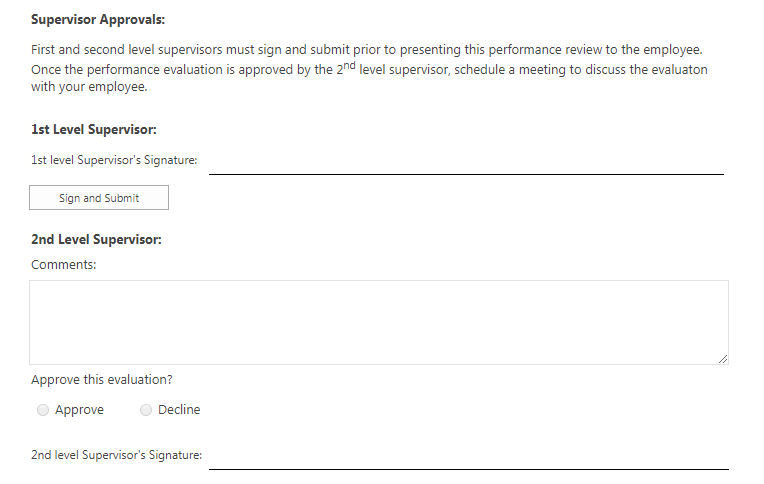 Supervisor Approvals:
First and second level supervisors must sign and submit prior to presenting this performance review to the employee.
Once the performance evaluation is approved by the 2nd level supervisor, schedule a meeting to discuss the evaluaton
with your employee.
1st Level Supervisor:
1st level Supervisor's Signature:
Sign and Submit
2nd Level Supervisor:
Comments:
Approve this evaluation?
Approve Decline
2nd level Supervisor's Signature: